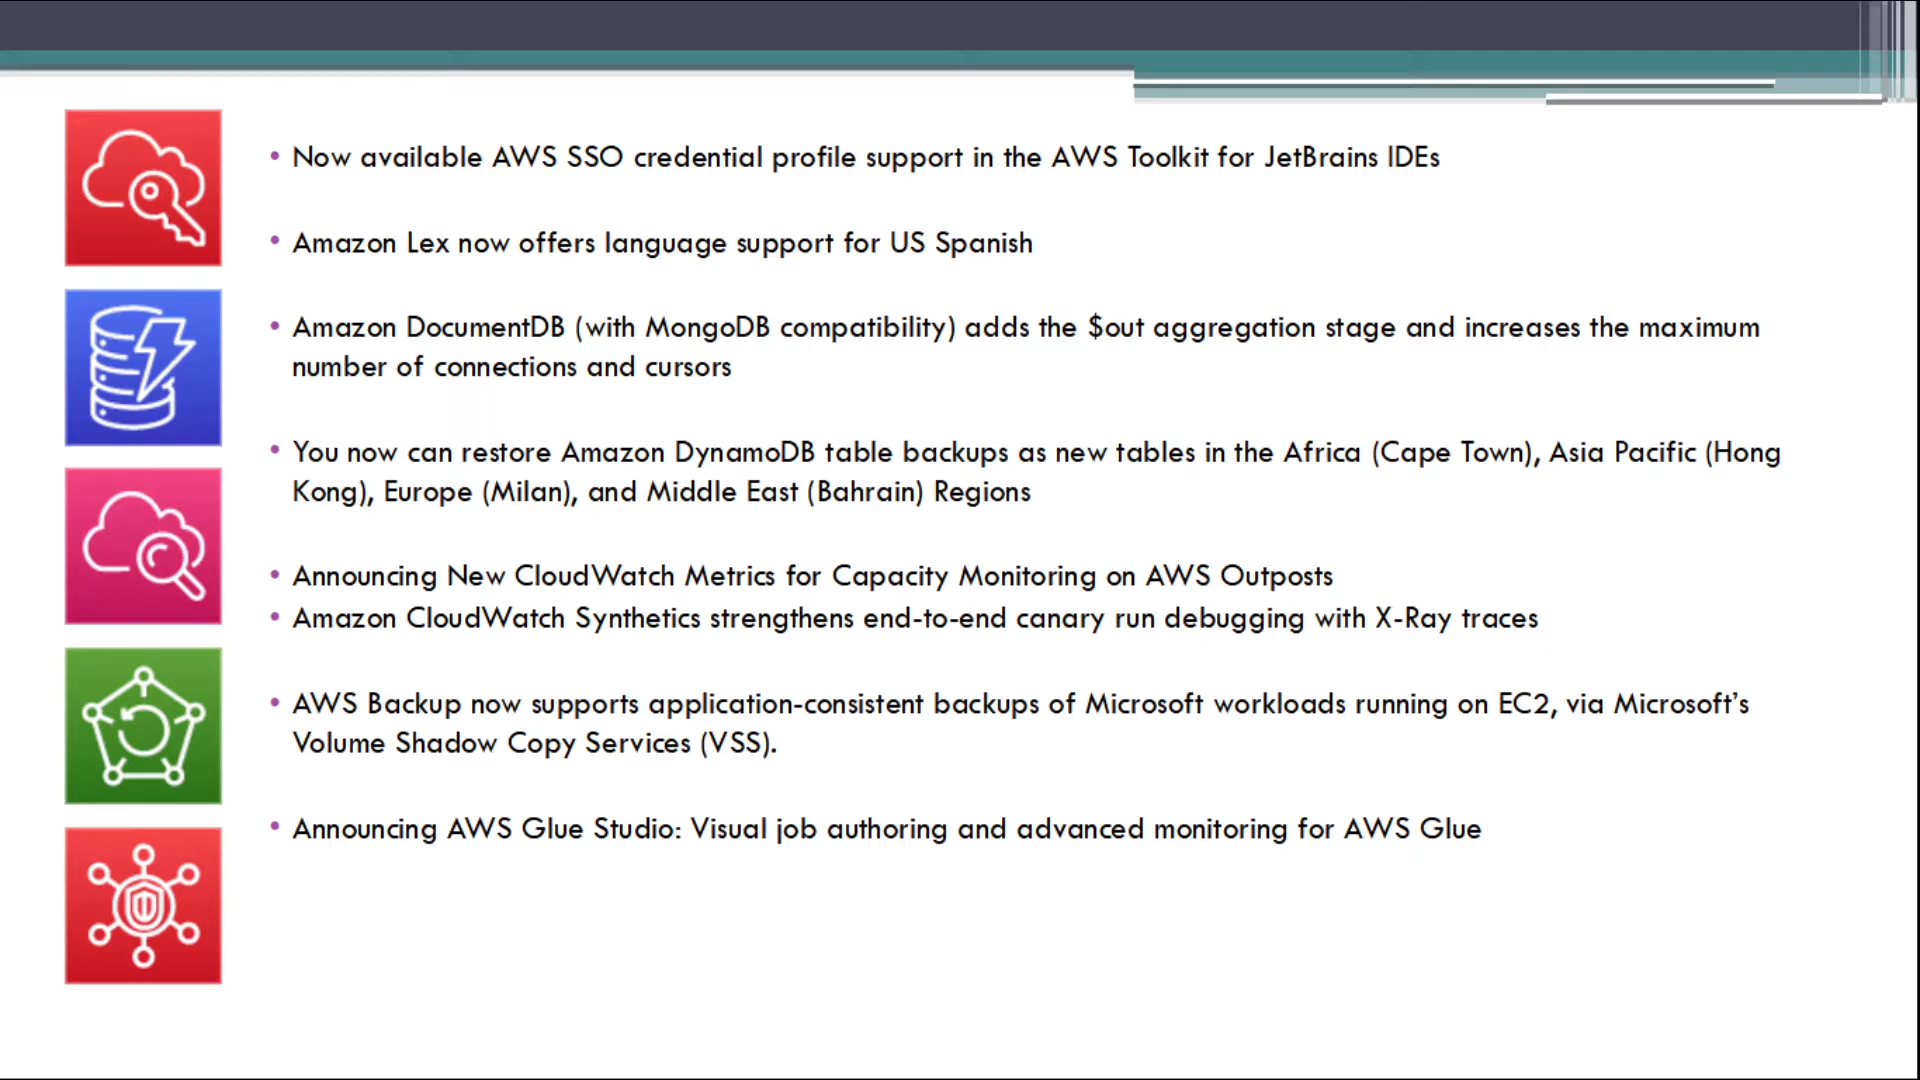 • Now available AWS SSO credential profile support in the AWS Toolkit for JetBrains IDEs
• Amazon Lex now offers language support for US Spanish
• Amazon DocumentDB (with MongoDB compatibility) adds the $out aggregation stage and increases the maximum
number of connections and cursors
• You now can restore Amazon DynamoDB table backups as new tables in the Africa (Cape Town), Asia Pacific (Hong
Kong), Europe (Milan), and Middle East (Bahrain) Regions
• Announcing New CloudWatch Metrics for Capacity Monitoring on AWS Outposts
• Amazon CloudWatch Synthetics strengthens end-to-end canary run debugging with X-Ray traces
• AWS Backup now supports application-consistent backups of Microsoft workloads running on EC2, via Microsoft’s
Volume Shadow Copy Services (VSS).
• Announcing AWS Glue Studio: Visual job authoring and advanced monitoring for AWS Glue